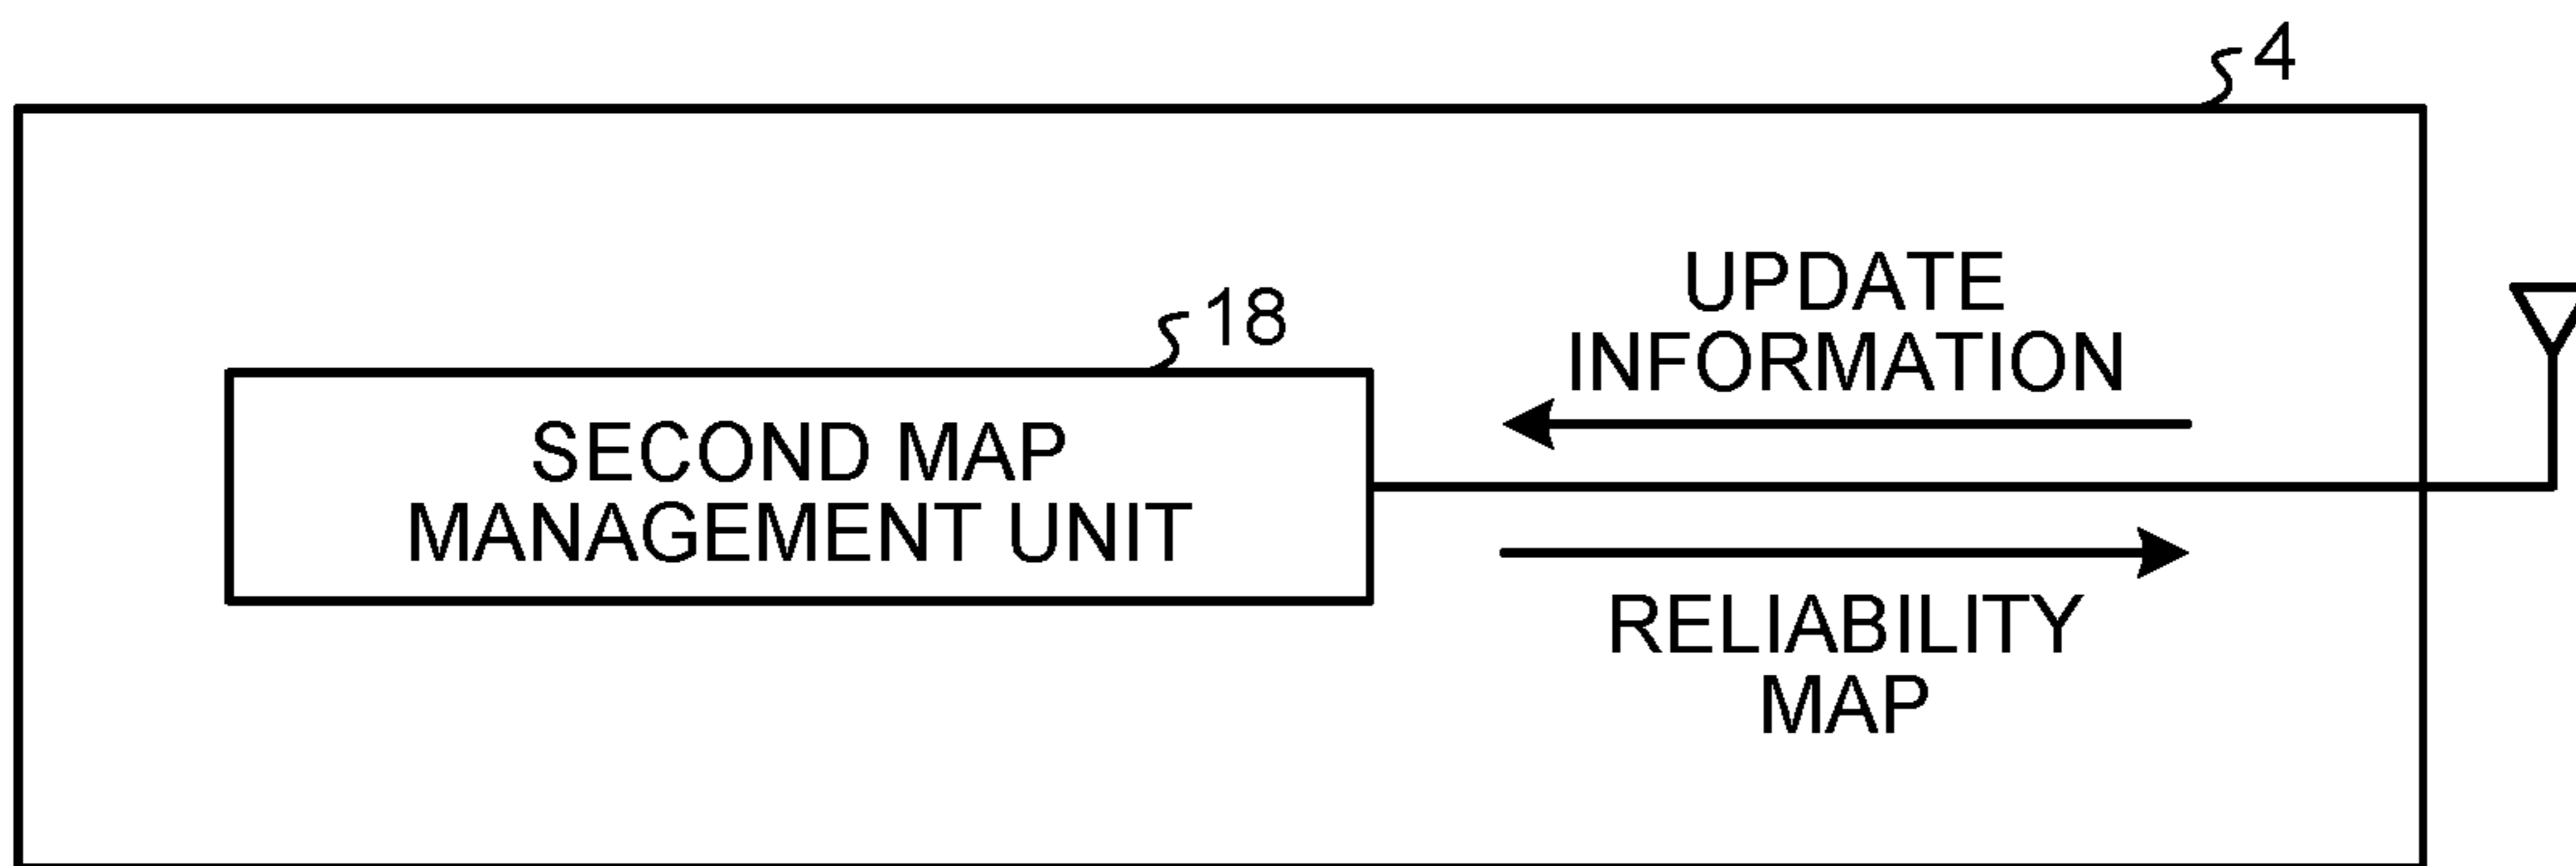 4
UPDATE
INFORMATION
18
SECOND MAP
MANAGEMENT UNIT
RELIABILITY
MAP